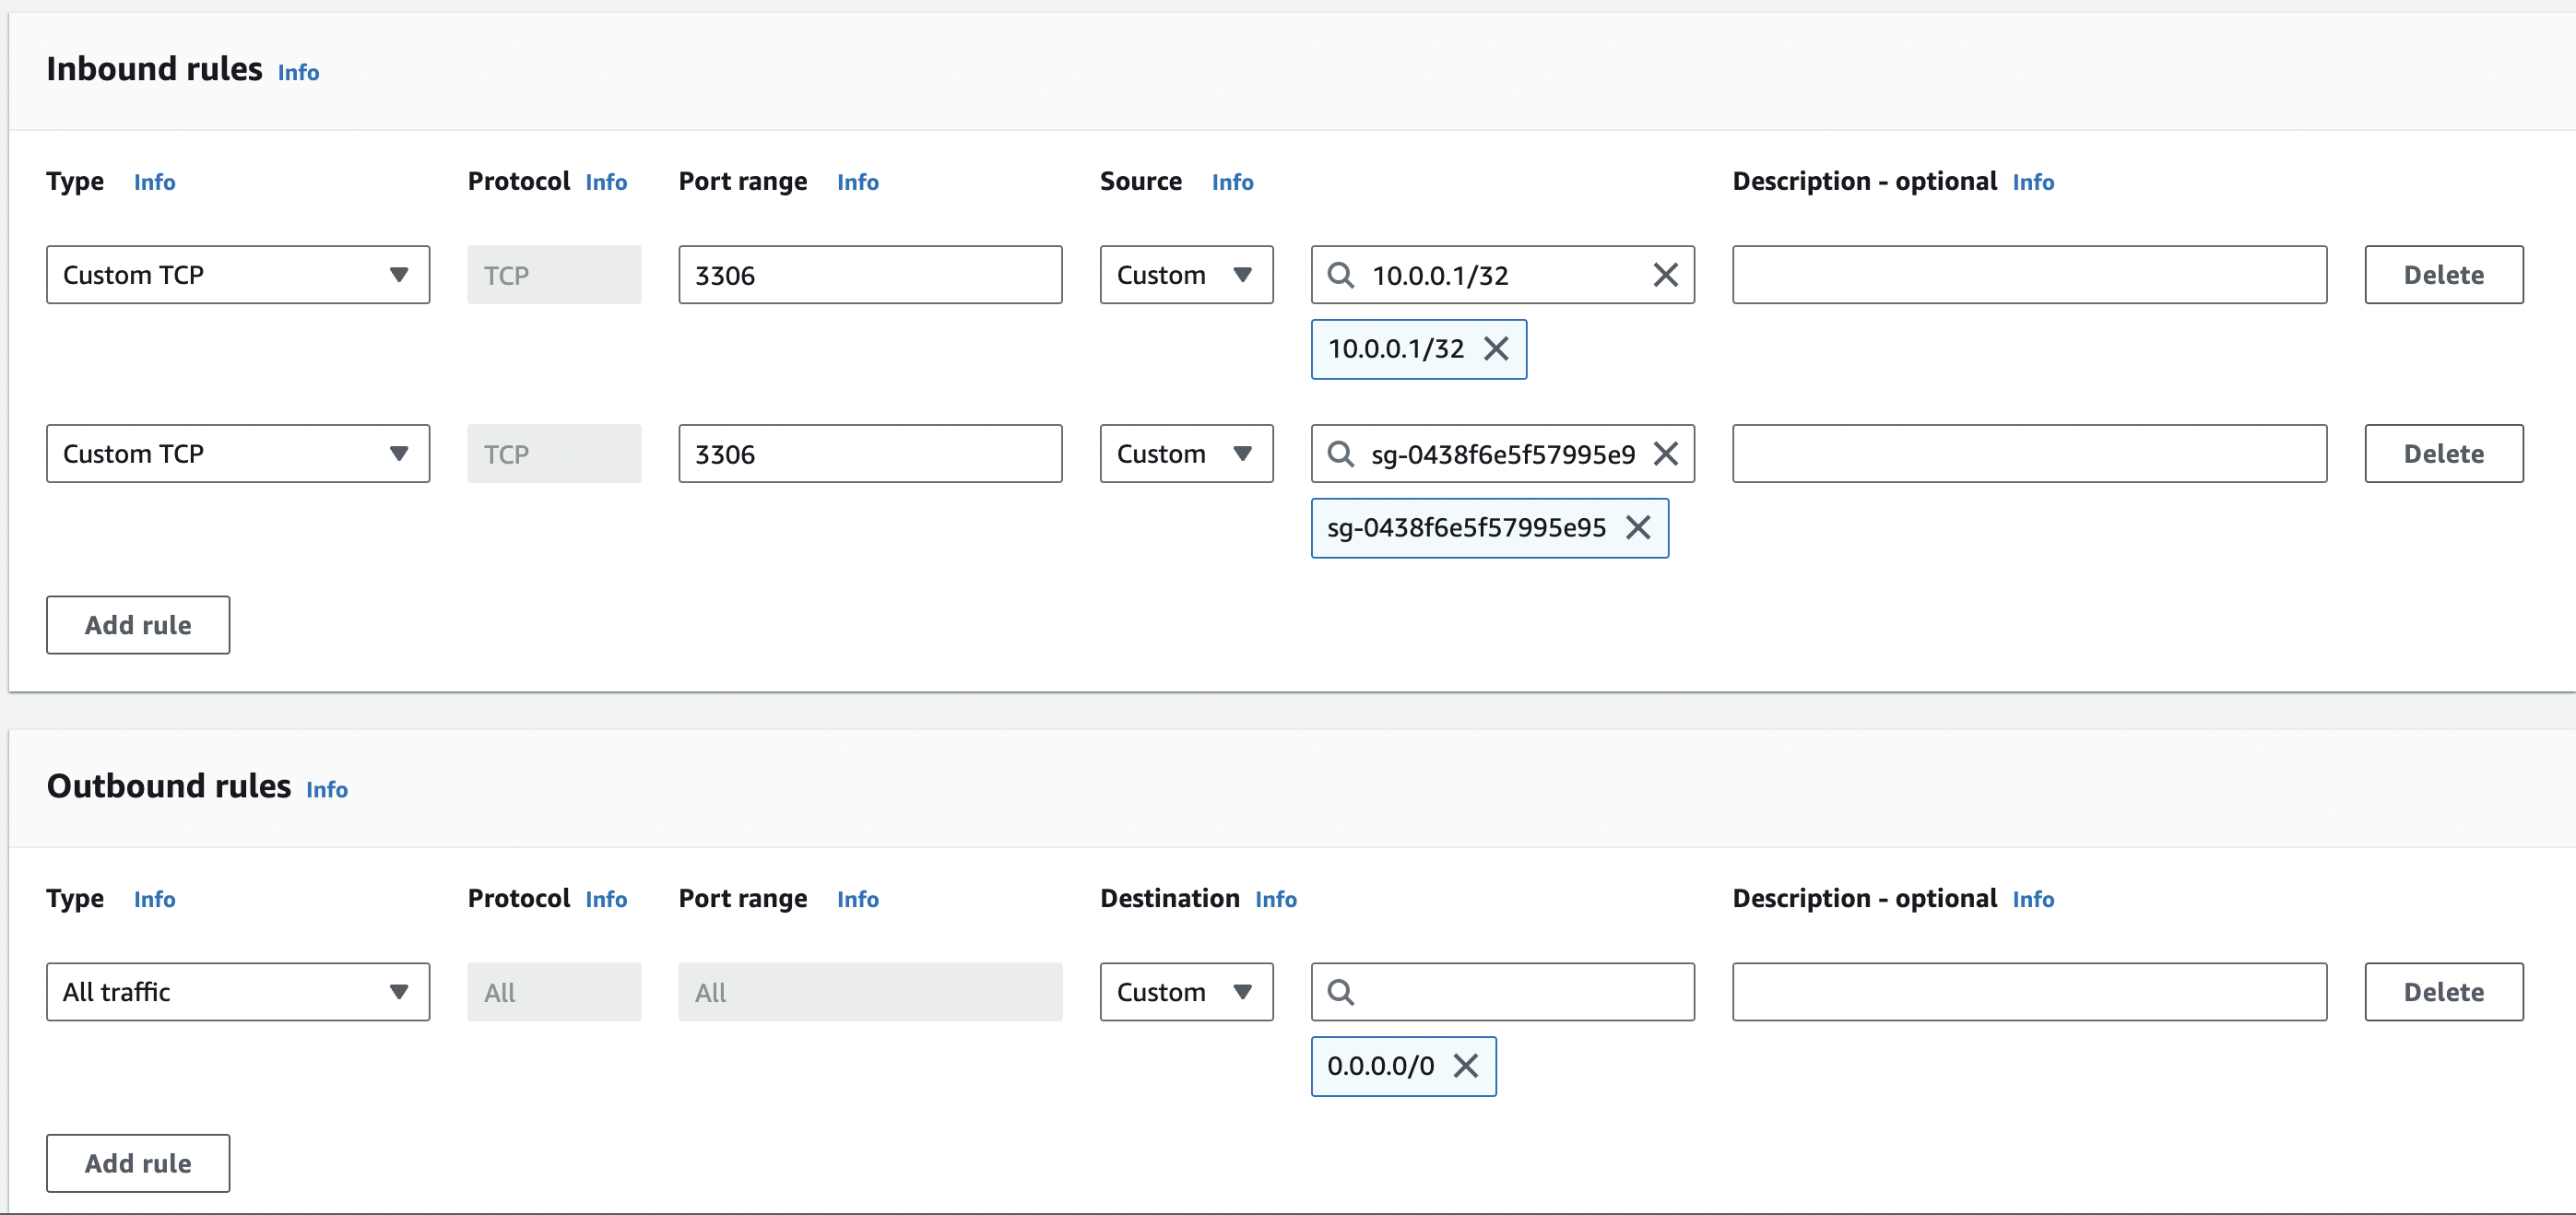 Inbound rules Info
Type Info Protocol Info Port range Info Source Info Description - optional Info
Custom TCP TCP 3306 Custom 10.0.0.1/32 Delete
10.0.0.1/32
Custom TCP TCP 3306 Custom sg-0438f6e5f57995e9 Delete
sg-0438f6e5f57995e95
Add rule
Outbound rules Info
Type Info Protocol Info Port range Info Destination Info Description - optional Info
All traffic All All Custom Delete
0.0.0.0/0
Add rule